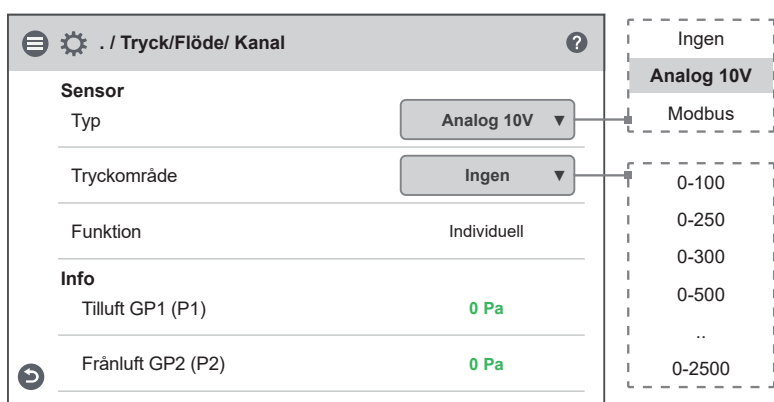 . / Tryck/Flöde/ Kanal ?
Sensor
Typ Analog 10V ▼
Tryckområde Ingen ▼
Funktion Individuell
Info
Tilluft GP1 (P1) 0 Pa
Frånluft GP2 (P2) 0 Pa
Ingen
Analog 10V
Modbus
0-100
0-250
0-300
0-500
..
0-2500